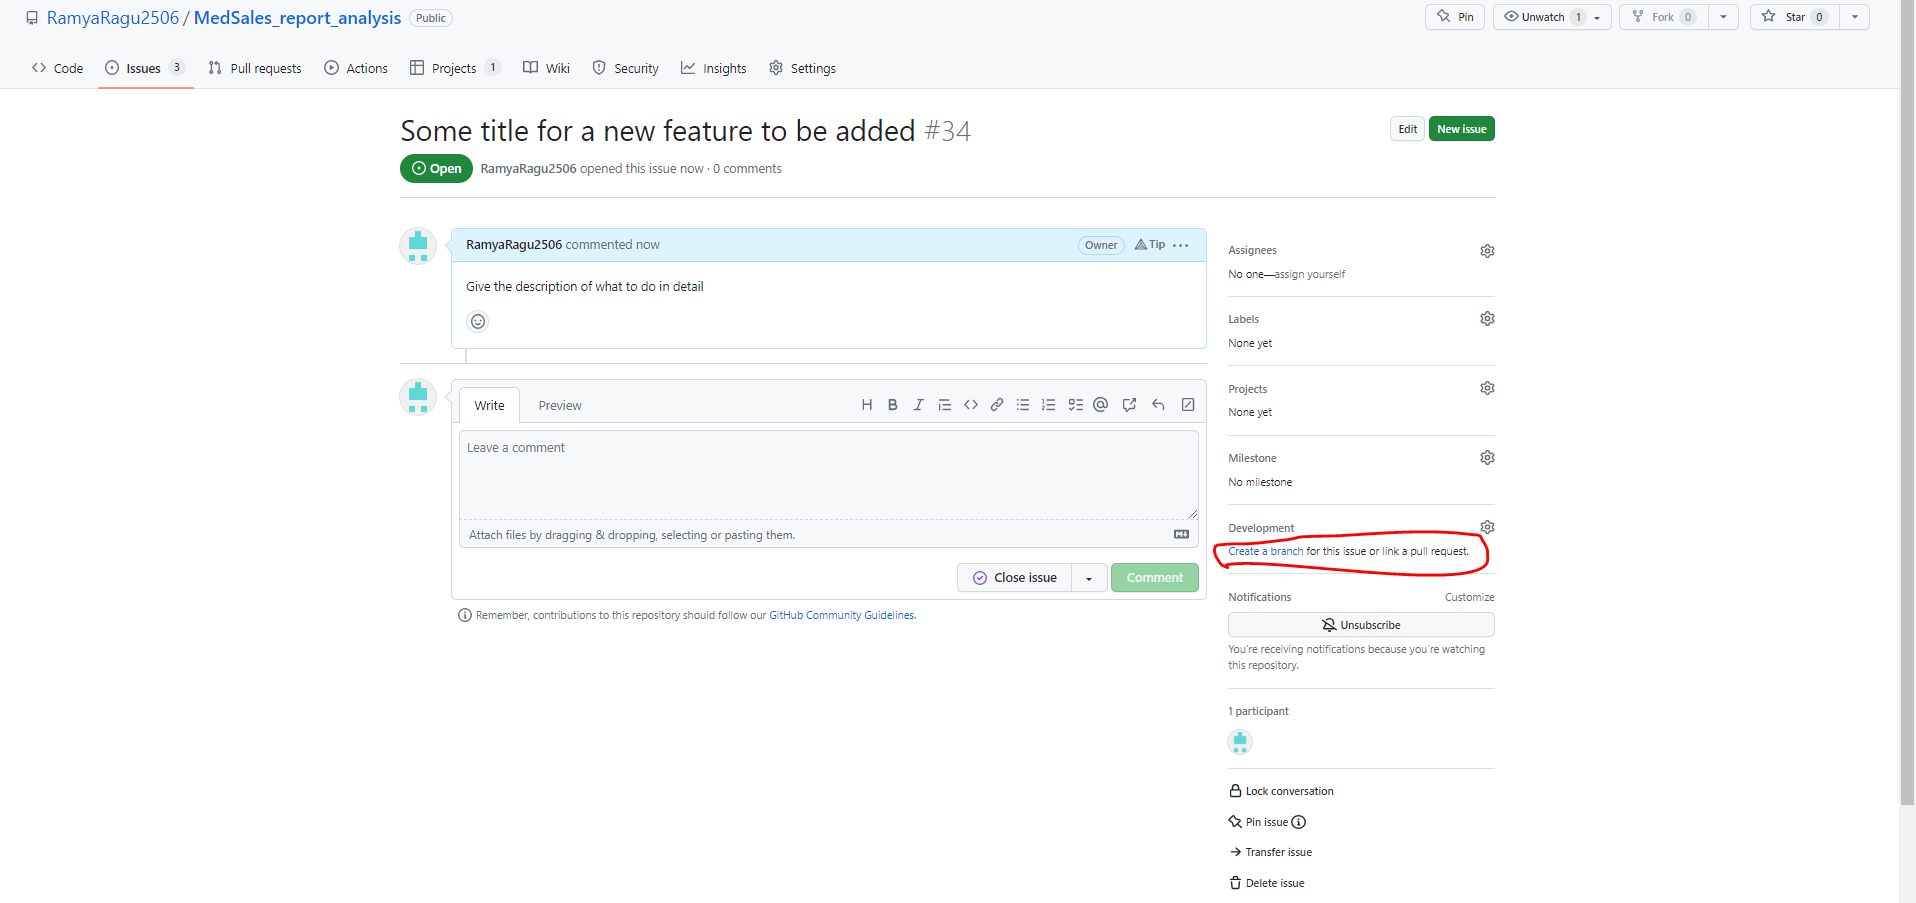 RamyaRagu2506 / MedSales_report_analysis Public
Pin Unwatch 1 Fork 0 Star 0
Code Issues 3 Pull requests Actions Projects 1 Wiki Security Insights Settings
Some title for a new feature to be added #34
Edit New issue
Open RamyaRagu2506 opened this issue now · 0 comments
RamyaRagu2506 commented now Owner Tip
Give the description of what to do in detail
Write Preview
Leave a comment
Attach files by dragging & dropping, selecting or pasting them.
Close issue Comment
Remember, contributions to this repository should follow our GitHub Community Guidelines.
Assignees
No one—assign yourself
Labels
None yet
Projects
None yet
Milestone
No milestone
Development
Create a branch for this issue or link a pull request.
Notifications Customize
Unsubscribe
You're receiving notifications because you're watching
this repository.
1 participant
Lock conversation
Pin issue
Transfer issue
Delete issue